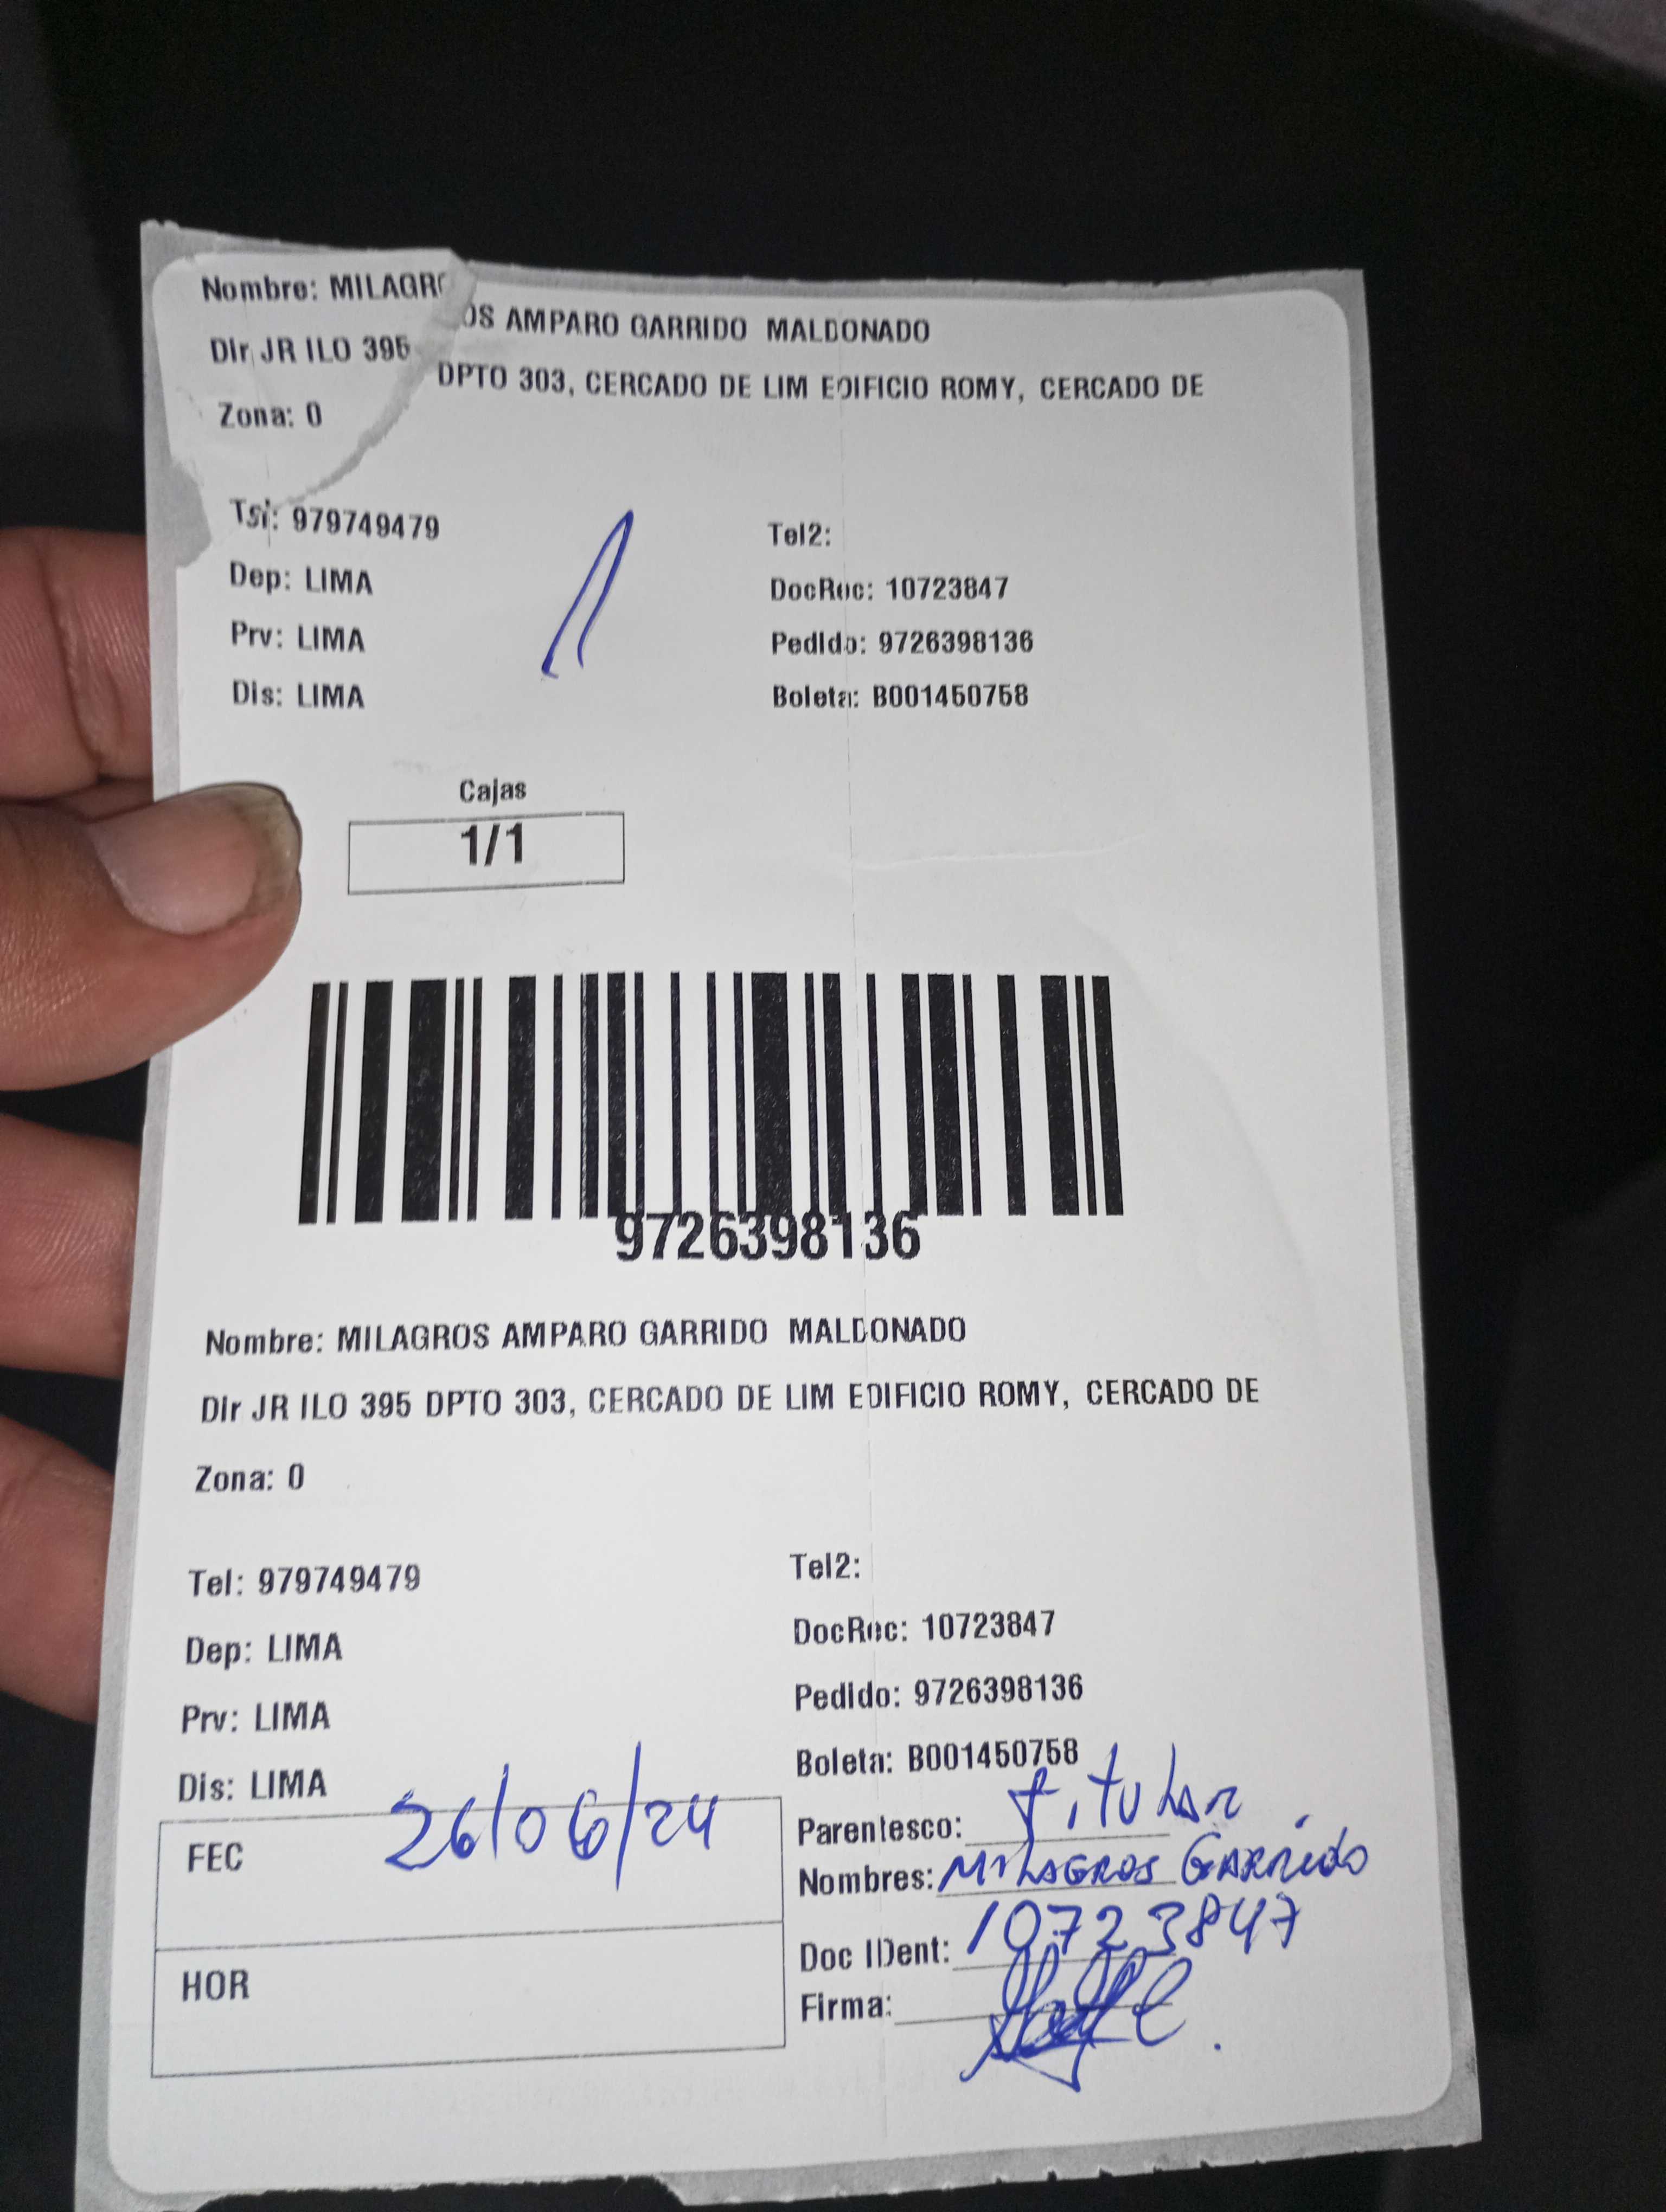 Nombre: MILAGROS AMPARO GARRIDO MALDONADO
Dir JR ILO 395 DPTO 303, CERCADO DE LIM EDIFICIO ROMY, CERCADO DE
Zona: 0
Tel: 979749479 Tel2:
Dep: LIMA DocRec: 10723847
Prv: LIMA Pedido: 9726398136
Dis: LIMA Boleta: B001450758
Cajas
1/1
9726398136
Nombre: MILAGROS AMPARO GARRIDO MALDONADO
Dir JR ILO 395 DPTO 303, CERCADO DE LIM EDIFICIO ROMY, CERCADO DE
Zona: 0
Tel: 979749479 Tel2:
Dep: LIMA DocRec: 10723847
Prv: LIMA Pedido: 9726398136
Dis: LIMA Boleta: B001450758
FEC 26/06/24
HOR
Parentesco: titular
Nombres: MILAGROS GARRIDO
Doc IDent: 10723847
Firma: